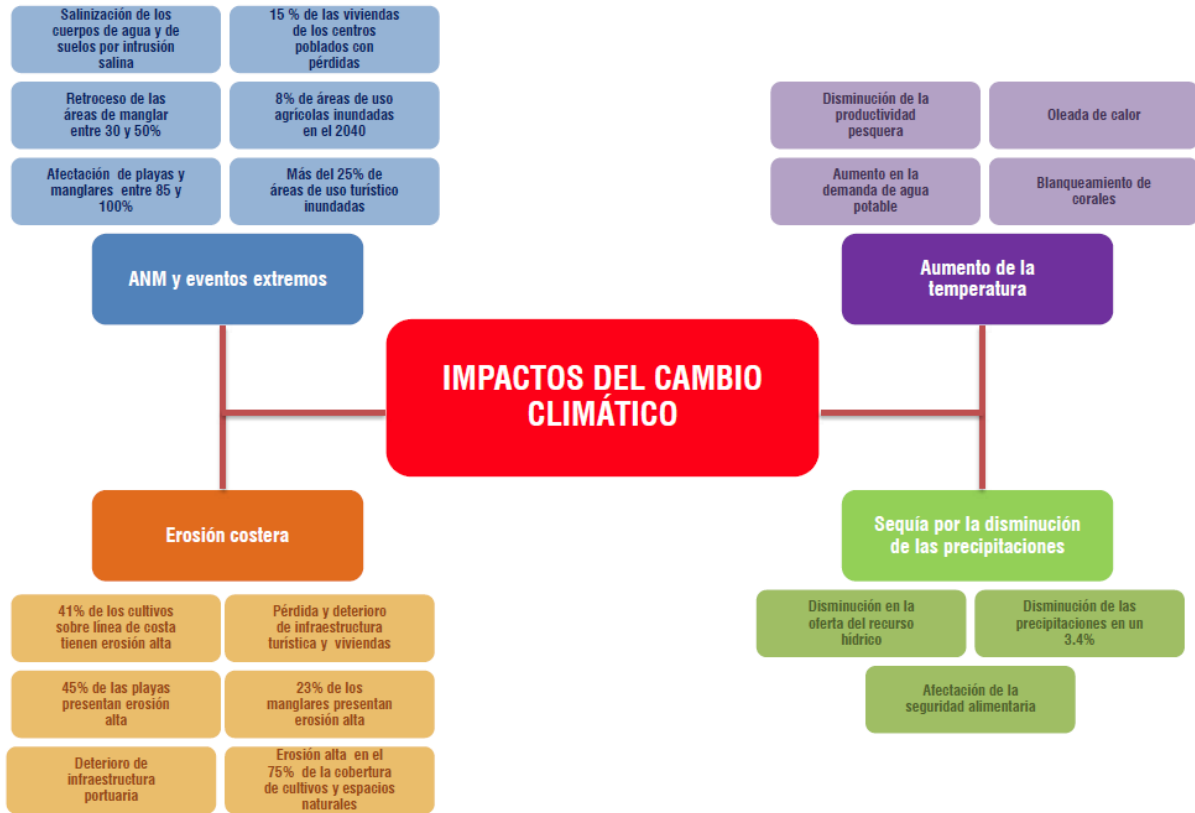 Salinización de los
cuerpos de agua y de
suelos por intrusión
salina
15 % de las viviendas
de los centros
poblados con
pérdidas
Retroceso de las
áreas de manglar
entre 30 y 50%
8% de áreas de uso
agrícolas inundadas
en el 2040
Afectación de playas y
manglares entre 85 y
100%
Más del 25% de
áreas de uso turístico
inundadas
ANM y eventos extremos
Disminución de la
productividad
pesquera
Oleada de calor
Aumento en la
demanda de agua
potable
Blanqueamiento de
corales
Aumento de la
temperatura
IMPACTOS DEL CAMBIO
CLIMÁTICO
Erosión costera
41% de los cultivos
sobre línea de costa
tienen erosión alta
Pérdida y deterioro
de infraestructura
turística y viviendas
45% de las playas
presentan erosión
alta
23% de los
manglares presentan
erosión alta
Deterioro de
infraestructura
portuaria
Erosión alta en el
75% de la cobertura
de cultivos y espacios
naturales
Sequía por la disminución
de las precipitaciones
Disminución en la
oferta del recurso
hídrico
Disminución de las
precipitaciones en un
3.4%
Afectación de la
seguridad alimentaria